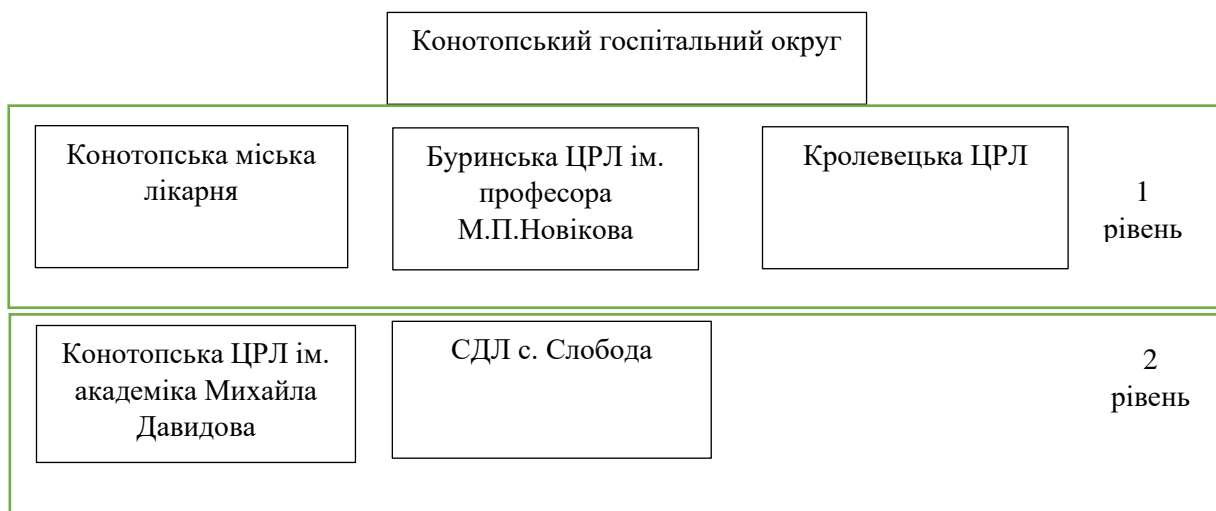 Конотопський госпітальний округ
Конотопська міська
лікарня
Буринська ЦРЛ ім.
професора
М.П.Новікова
Кролевецька ЦРЛ
1
рівень
Конотопська ЦРЛ ім.
академіка Михайла
Давидова
СДЛ с. Слобода
2
рівень